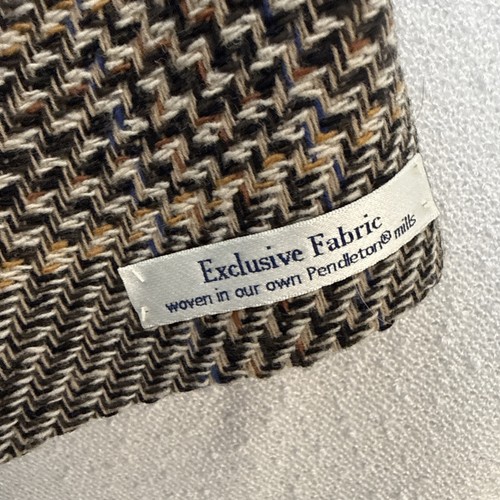 Exclusive Fabric
woven in our own Pendleton® mills